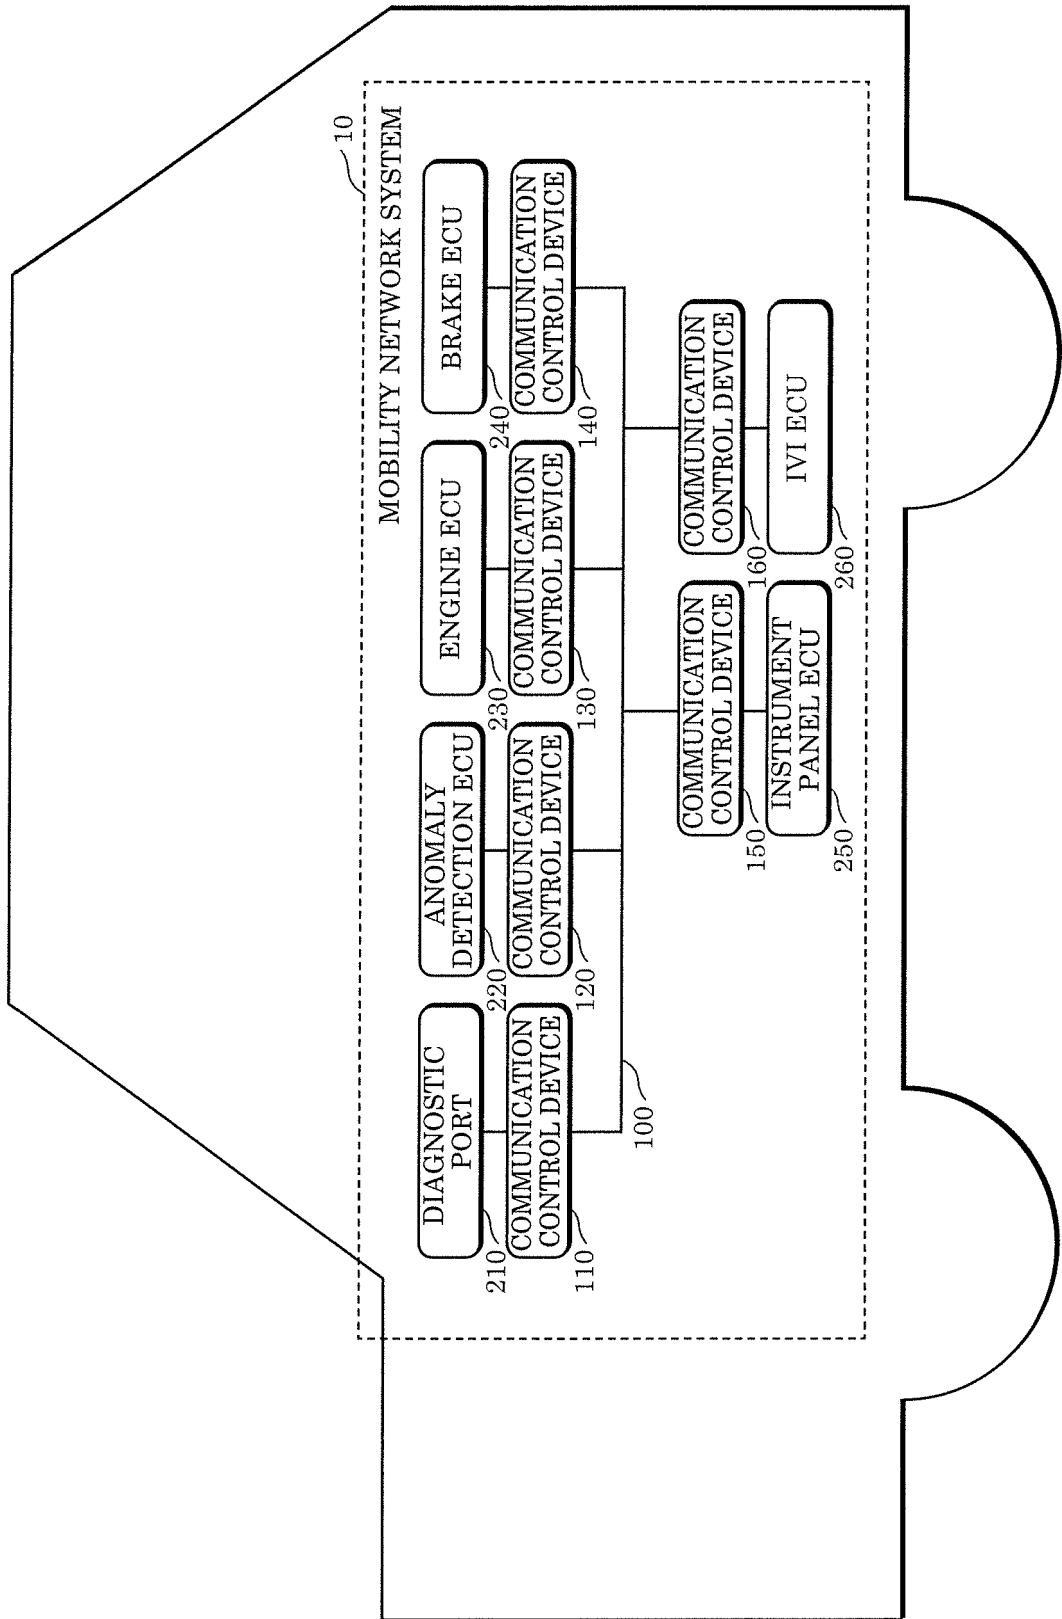 10
MOBILITY NETWORK SYSTEM
DIAGNOSTIC
PORT
210
COMMUNICATION
CONTROL DEVICE
110
ANOMALY
DETECTION ECU
220
COMMUNICATION
CONTROL DEVICE
120
ENGINE ECU
230
COMMUNICATION
CONTROL DEVICE
130
BRAKE ECU
240
COMMUNICATION
CONTROL DEVICE
140
100
COMMUNICATION
CONTROL DEVICE
150
INSTRUMENT
PANEL ECU
250
COMMUNICATION
CONTROL DEVICE
160
IVI ECU
260